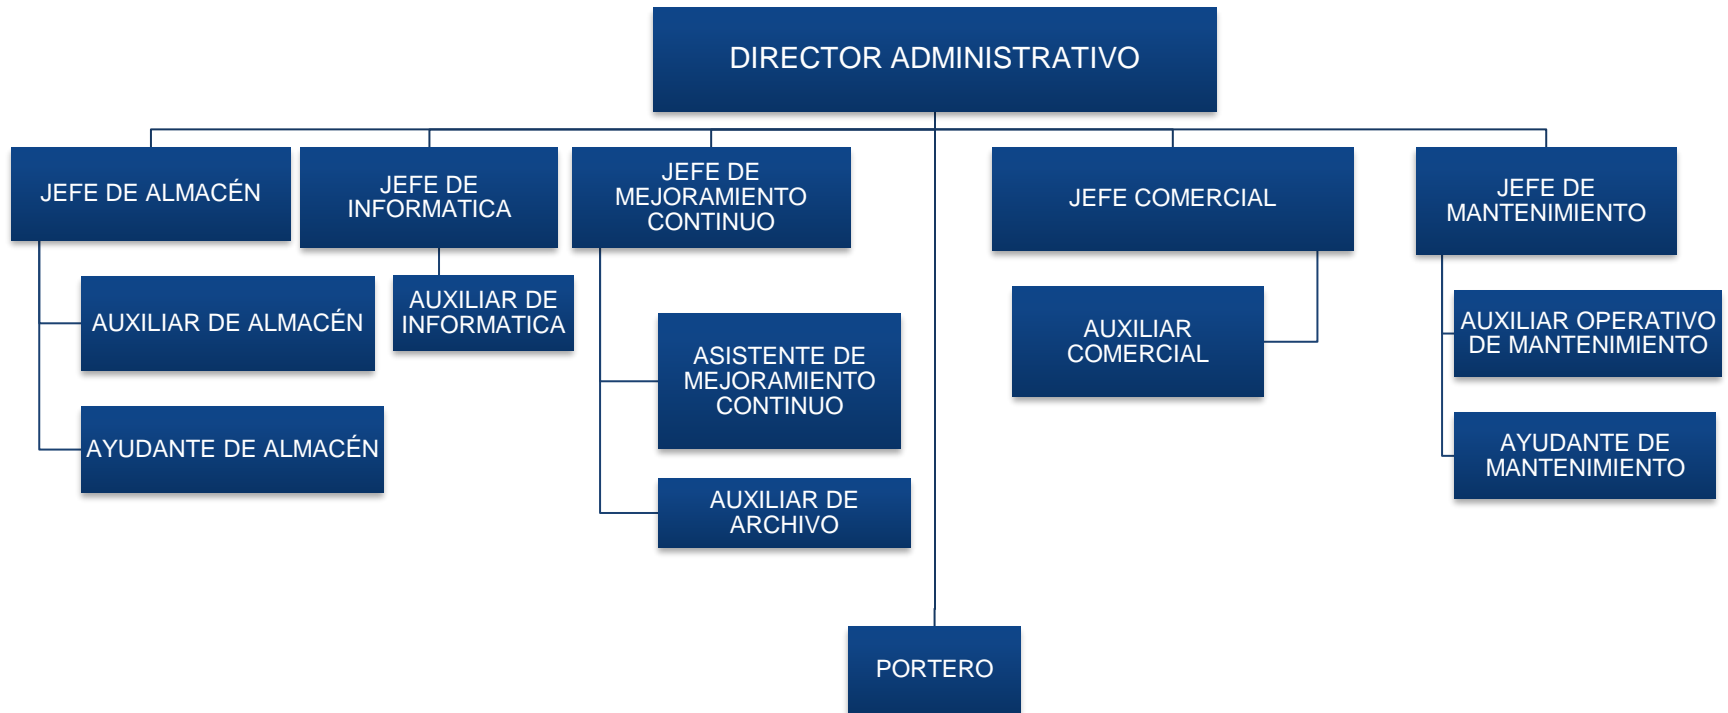 DIRECTOR ADMINISTRATIVO
JEFE DE ALMACÉN
JEFE DE
INFORMATICA
JEFE DE
MEJORAMIENTO
CONTINUO
JEFE COMERCIAL
JEFE DE
MANTENIMIENTO
AUXILIAR DE ALMACÉN
AUXILIAR DE
INFORMATICA
ASISTENTE DE
MEJORAMIENTO
CONTINUO
AUXILIAR
COMERCIAL
AUXILIAR OPERATIVO
DE MANTENIMIENTO
AYUDANTE DE ALMACÉN
AUXILIAR DE
ARCHIVO
AYUDANTE DE
MANTENIMIENTO
PORTERO